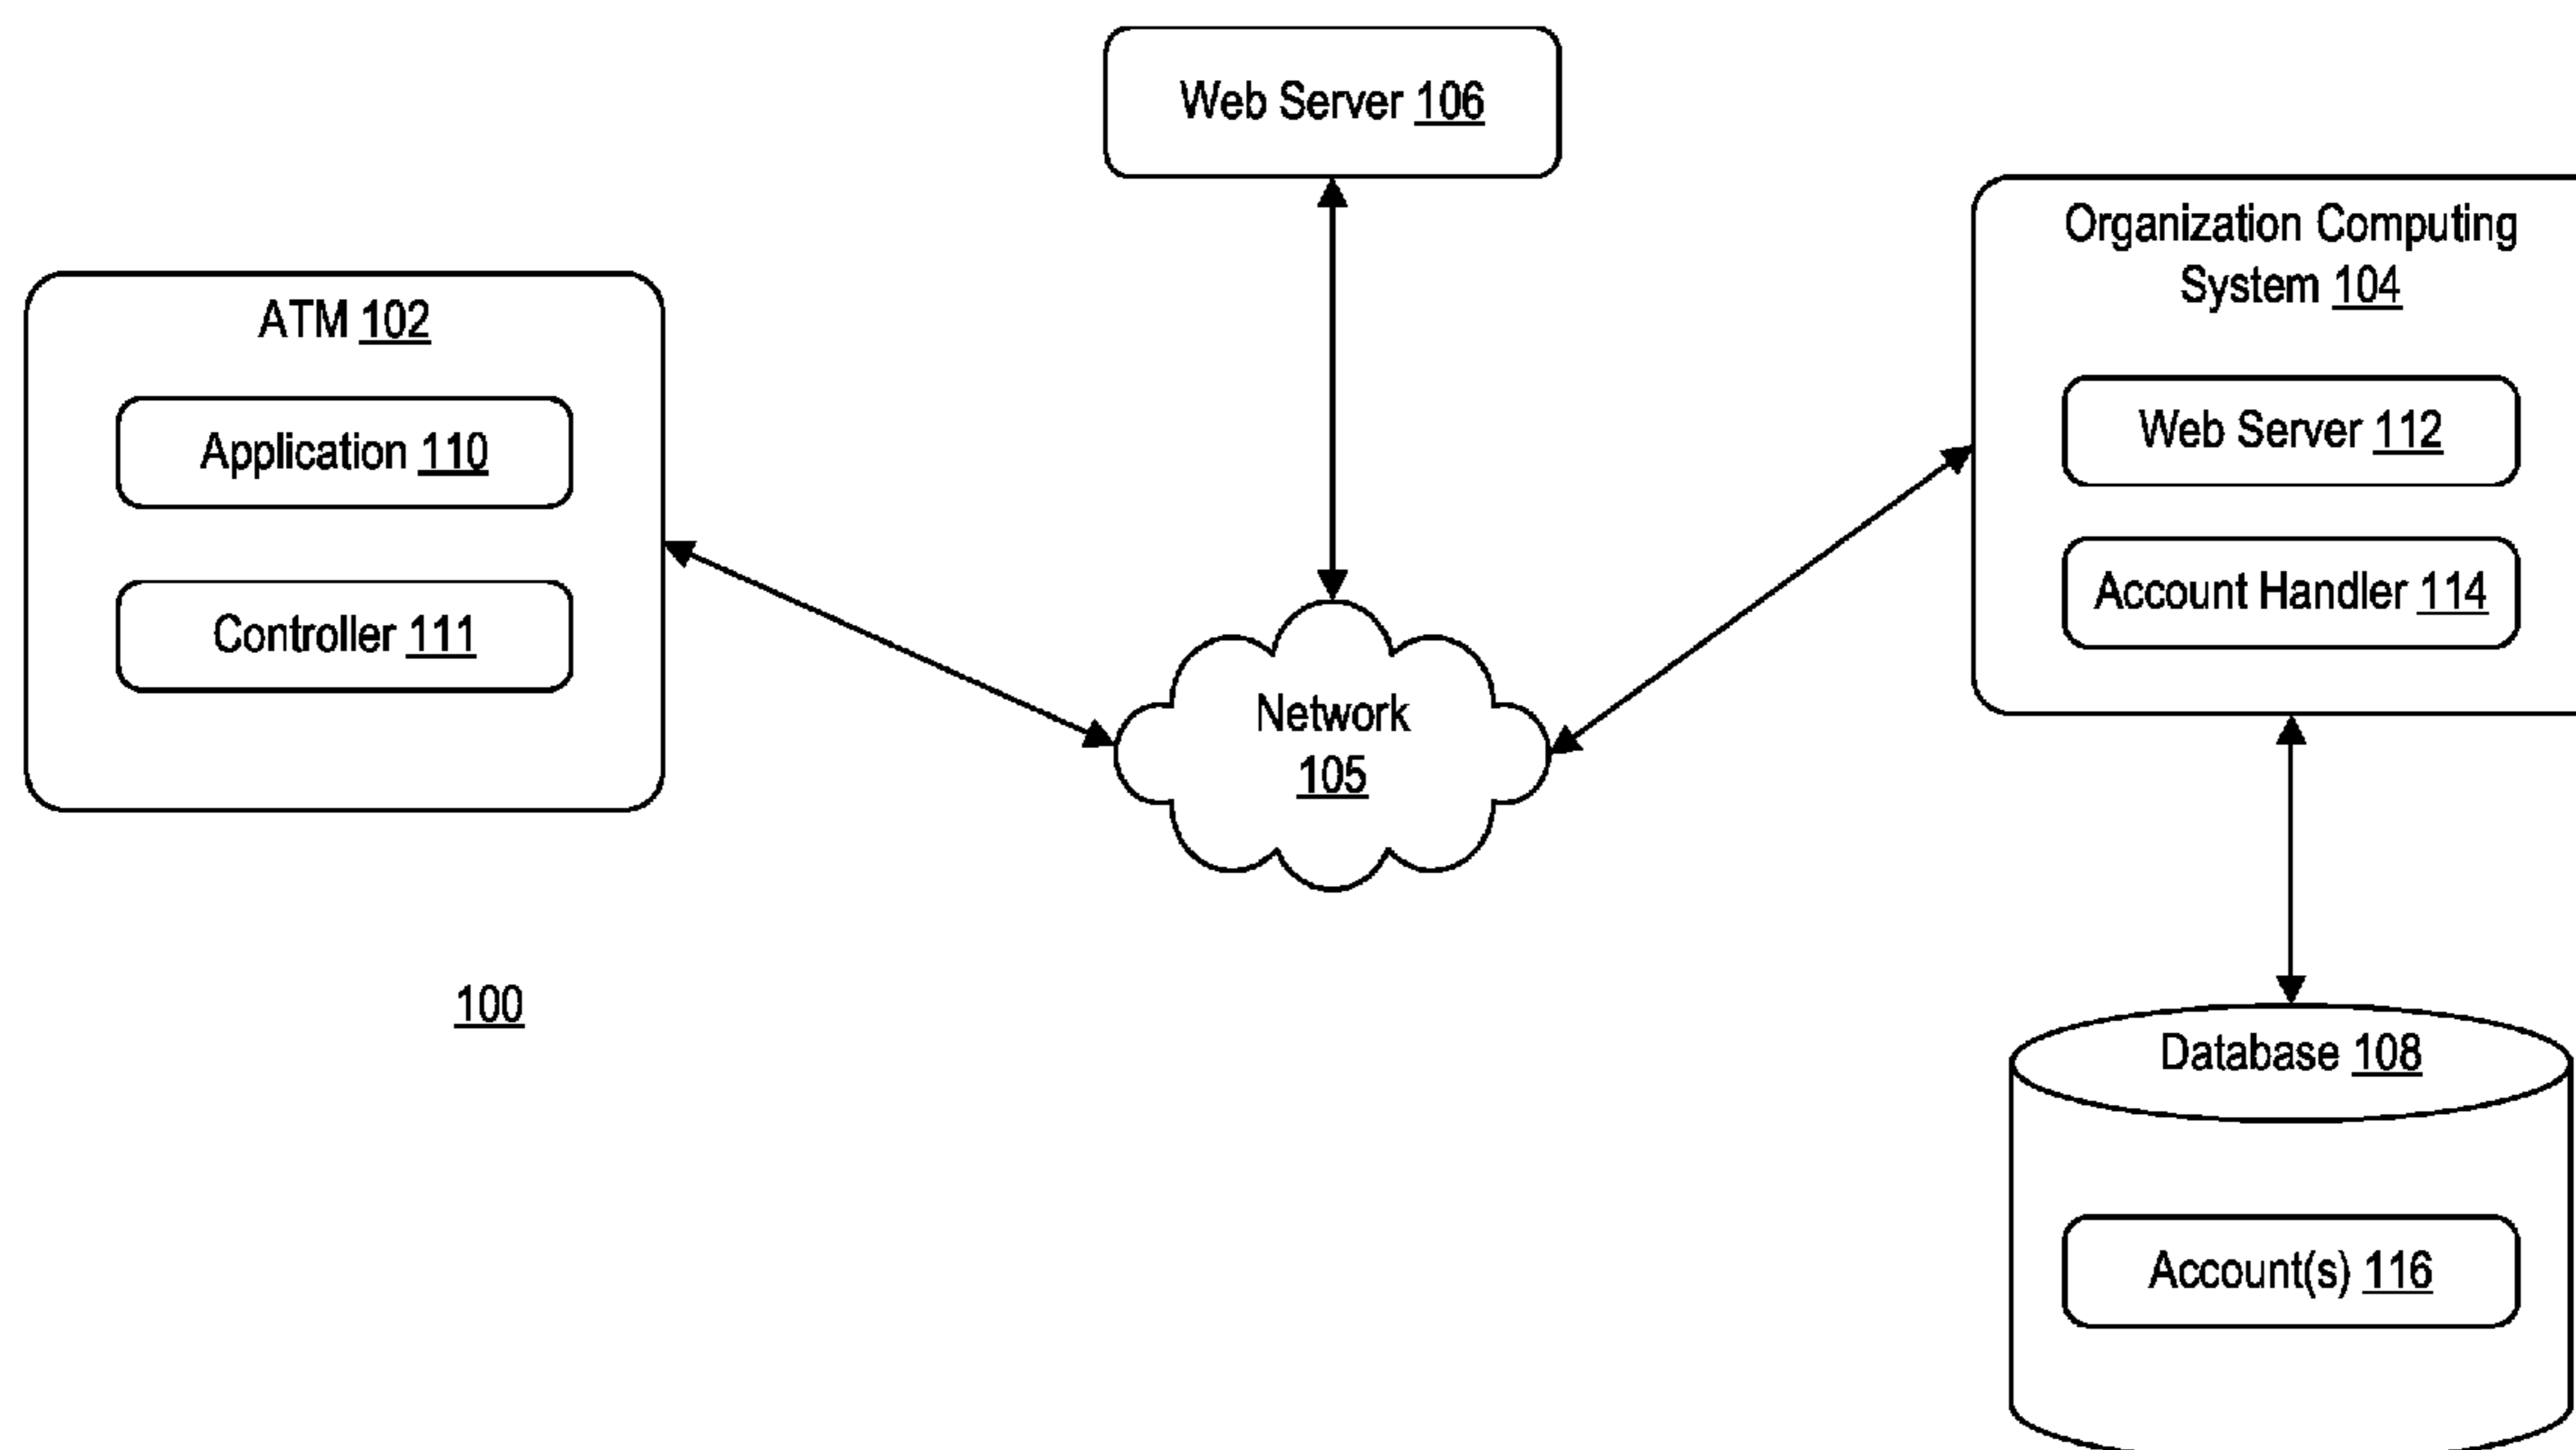 Web Server 106
Organization Computing
System 104
Web Server 112
Account Handler 114
ATM 102
Application 110
Controller 111
Network
105
100
Database 108
Account(s) 116